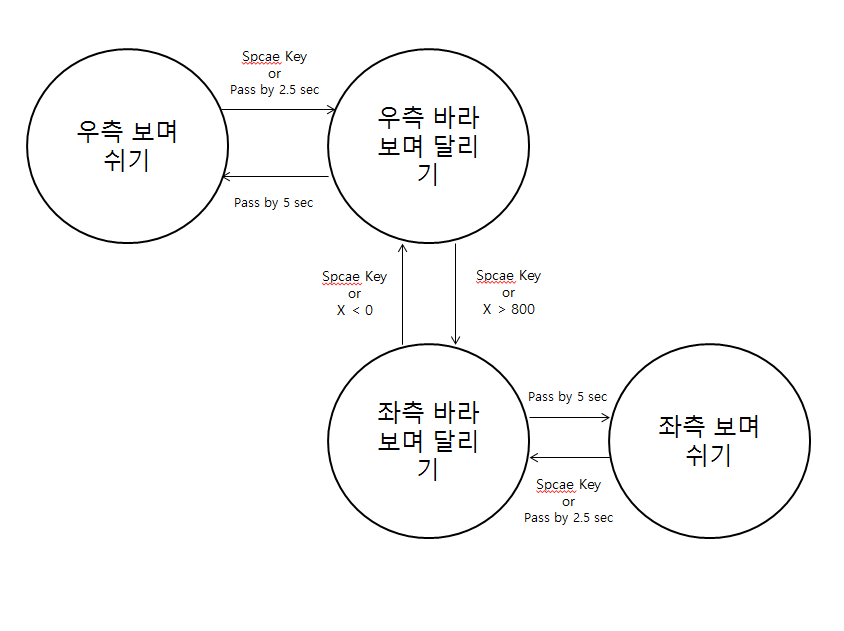 Spcae Key
or
Pass by 2.5 sec
우측 보며
쉬기
우측 바라
보며 달리
기
Pass by 5 sec
Spcae Key
or
X < 0
Spcae Key
or
X > 800
좌측 바라
보며 달리
기
Pass by 5 sec
좌측 보며
쉬기
Spcae Key
or
Pass by 2.5 sec